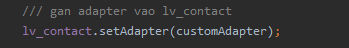 /// gan adapter vao lv_contact
lv_contact.setAdapter(customAdapter);